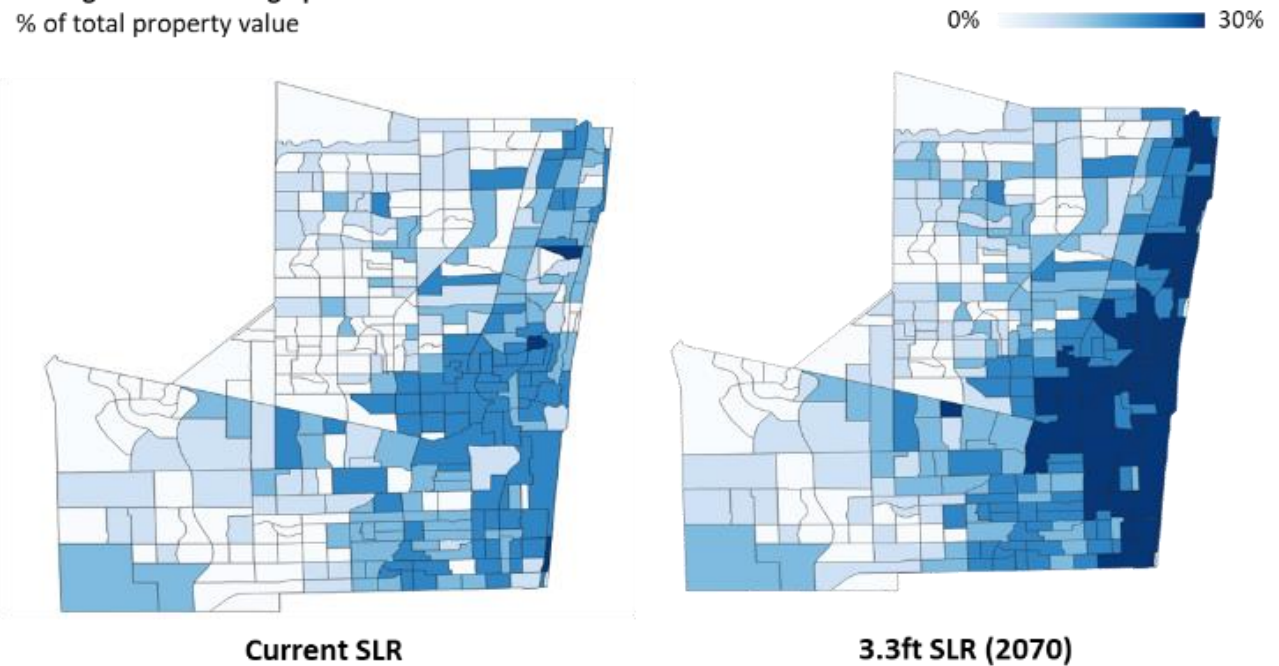 % of total property value
0% 30%
Current SLR
3.3ft SLR (2070)